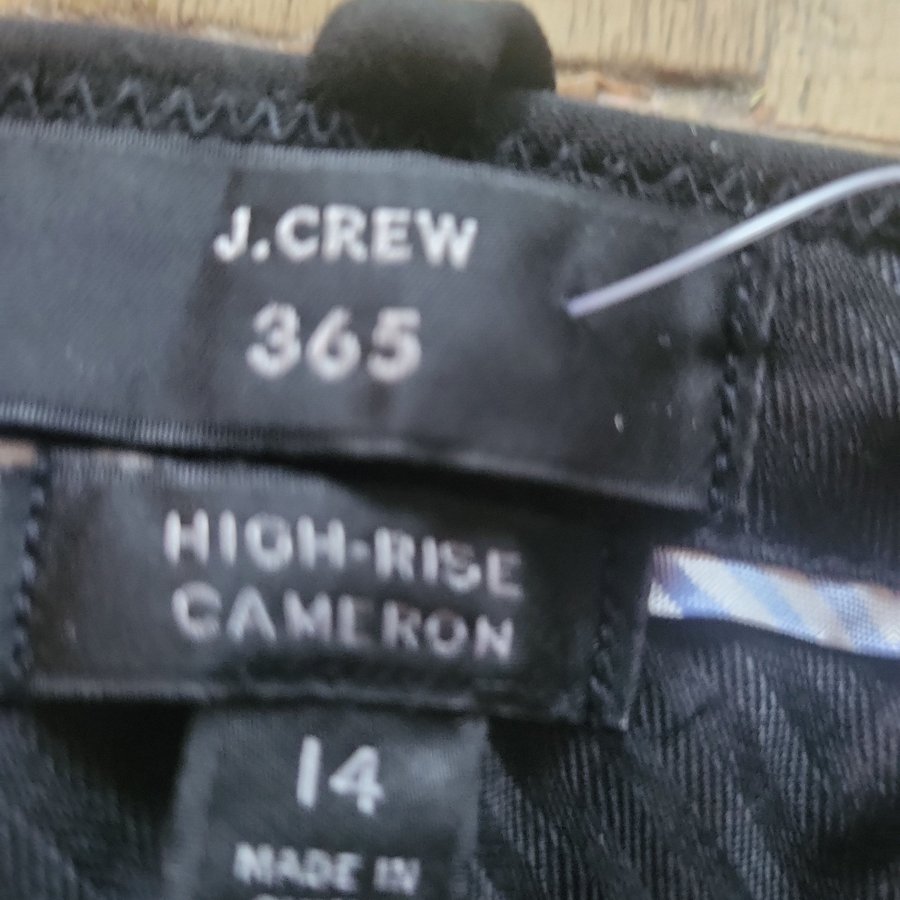 J.CREW
365
HIGH-RISE
CAMERON
14
MADE IN